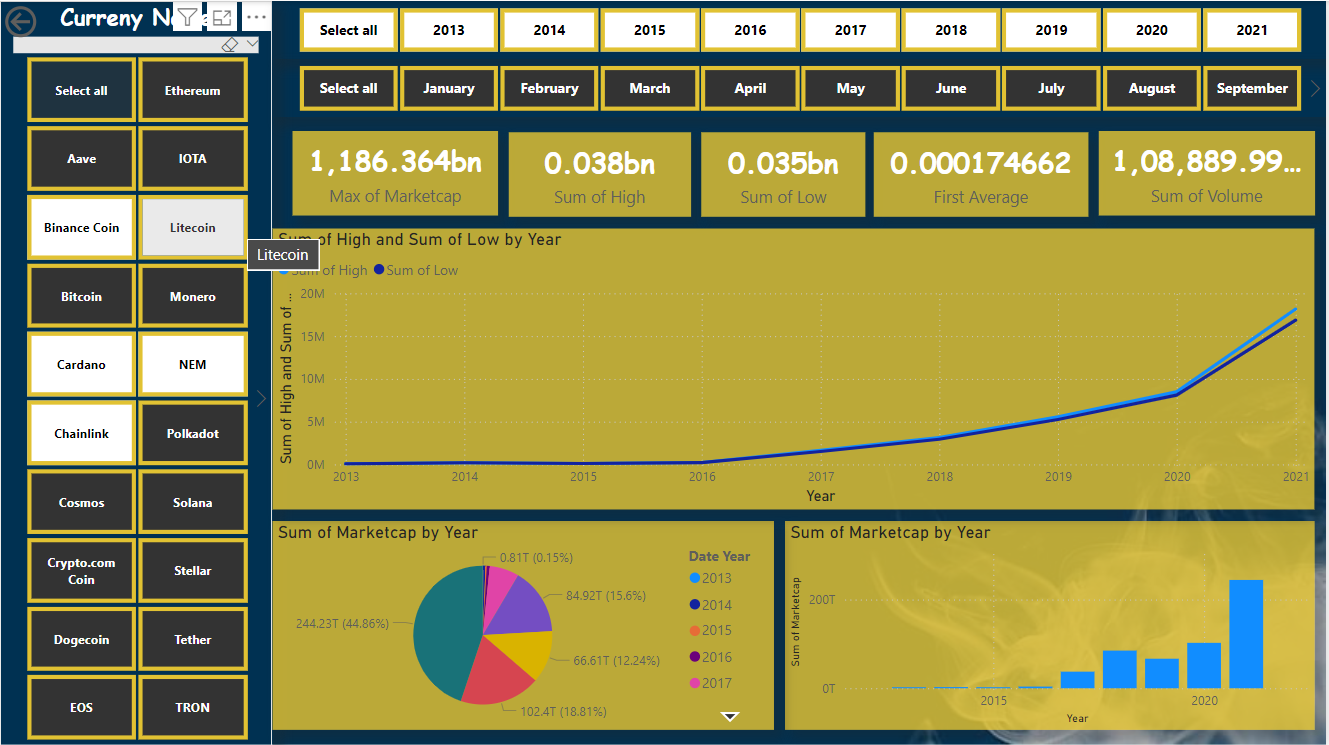 Curreny N
Select all
Ethereum
Aave
IOTA
Binance Coin
Litecoin
Bitcoin
Monero
Cardano
NEM
Chainlink
Polkadot
Cosmos
Solana
Crypto.com
Coin
Stellar
Dogecoin
Tether
EOS
TRON
Litecoin
Select all 2013 2014 2015 2016 2017 2018 2019 2020 2021
Select all January February March April May June July August September
1,186.364bn
Max of Marketcap
0.038bn
Sum of High
0.035bn
Sum of Low
0.000174662
First Average
1,08,889.99...
Sum of Volume
Sum of High and Sum of Low by Year
Sum of High Sum of Low
Sum of High and Sum of ...
20M
15M
10M
5M
0M
2013 2014 2015 2016 2017 2018 2019 2020 2021
Year
Sum of Marketcap by Year
0.81T (0.15%)
84.92T (15.6%)
66.61T (12.24%)
102.4T (18.81%)
244.23T (44.86%)
Date Year
2013
2014
2015
2016
2017
Sum of Marketcap by Year
Sum of Marketcap
200T
0T
2015 2020
Year